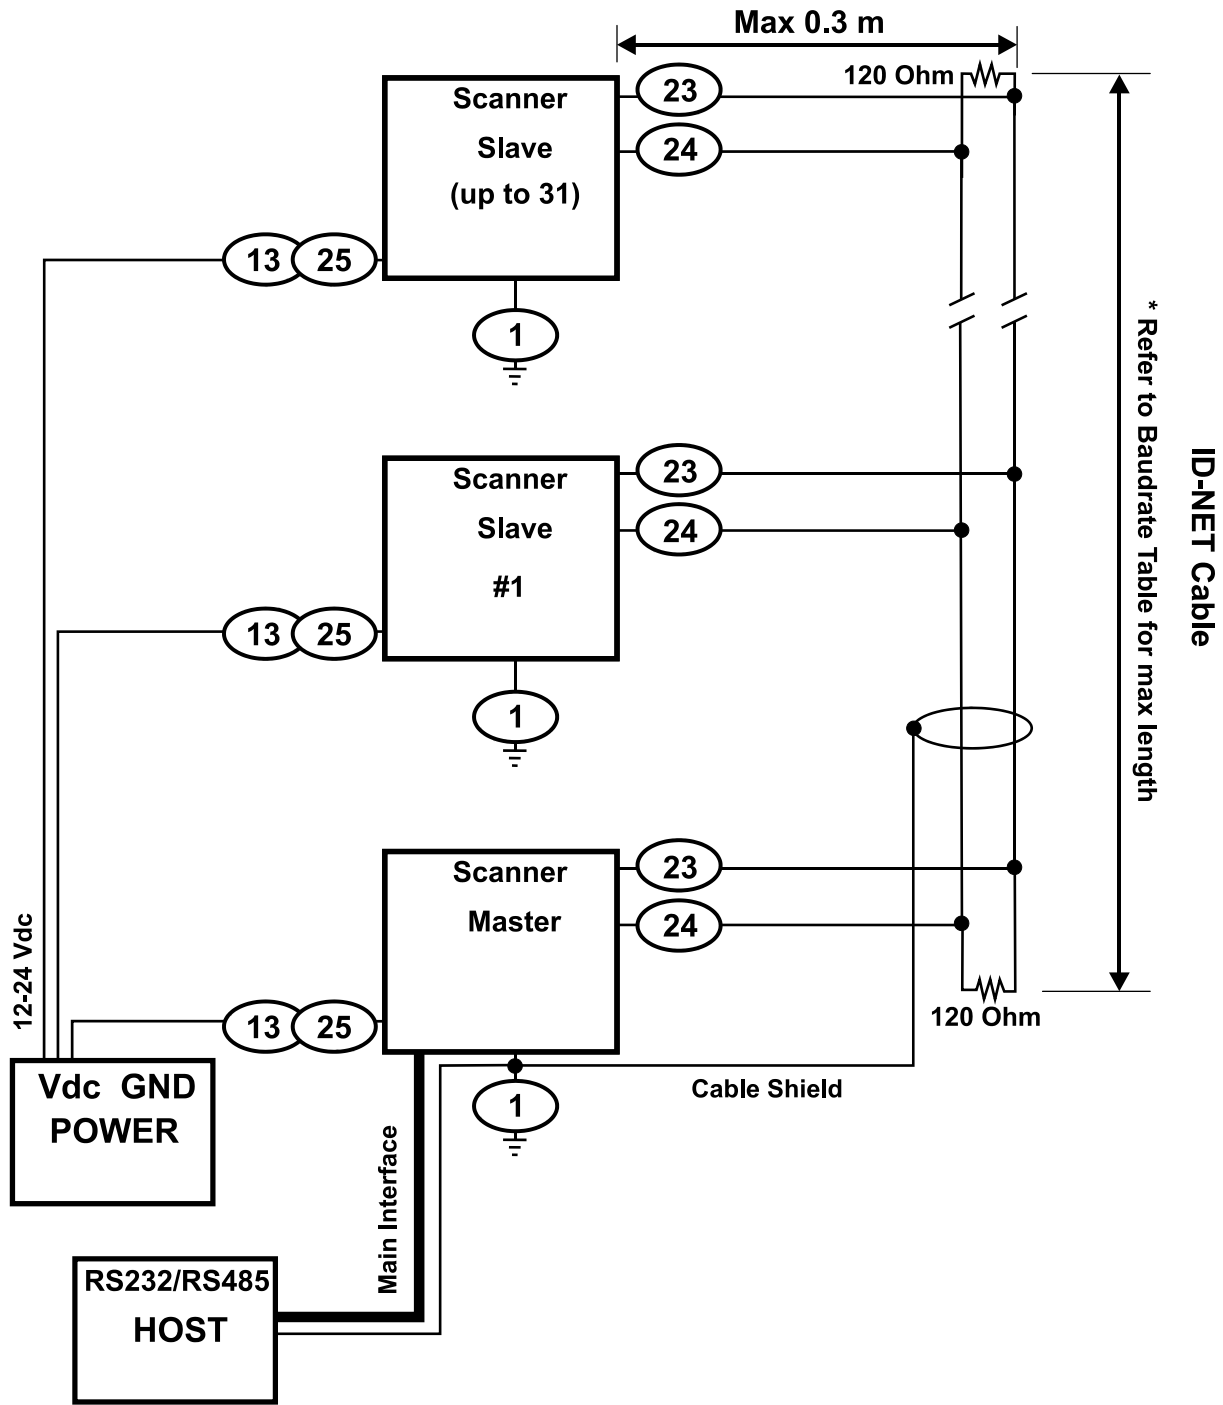 Max 0.3 m
120 Ohm
Scanner
Slave
(up to 31)
23
24
13 25
1
Scanner
Slave
#1
23
24
13 25
1
Scanner
Master
23
24
13 25
1
120 Ohm
Cable Shield
12-24 Vdc
Vdc GND
POWER
Main Interface
RS232/RS485
HOST
* Refer to Baudrate Table for max length
ID-NET Cable